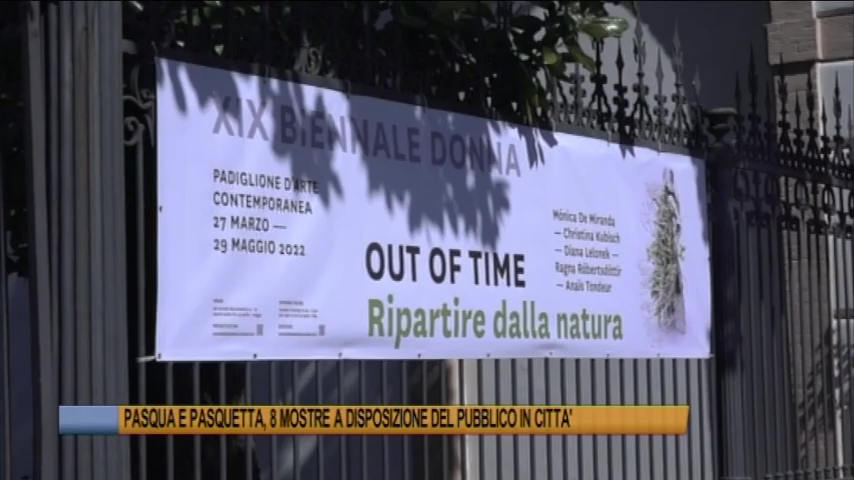 XIX BIENNALE DONNA
PADIGLIONE D'ARTE
CONTEMPORANEA
27 MARZO —
29 MAGGIO 2022
Mónica De Miranda
— Christina Kubisch
— Diana Lelonek —
Ragna Róbertsdóttir
— Anaïs Tondeur
OUT OF TIME
Ripartire dalla natura
PASQUA E PASQUETTA, 8 MOSTRE A DISPOSIZIONE DEL PUBBLICO IN CITTA'